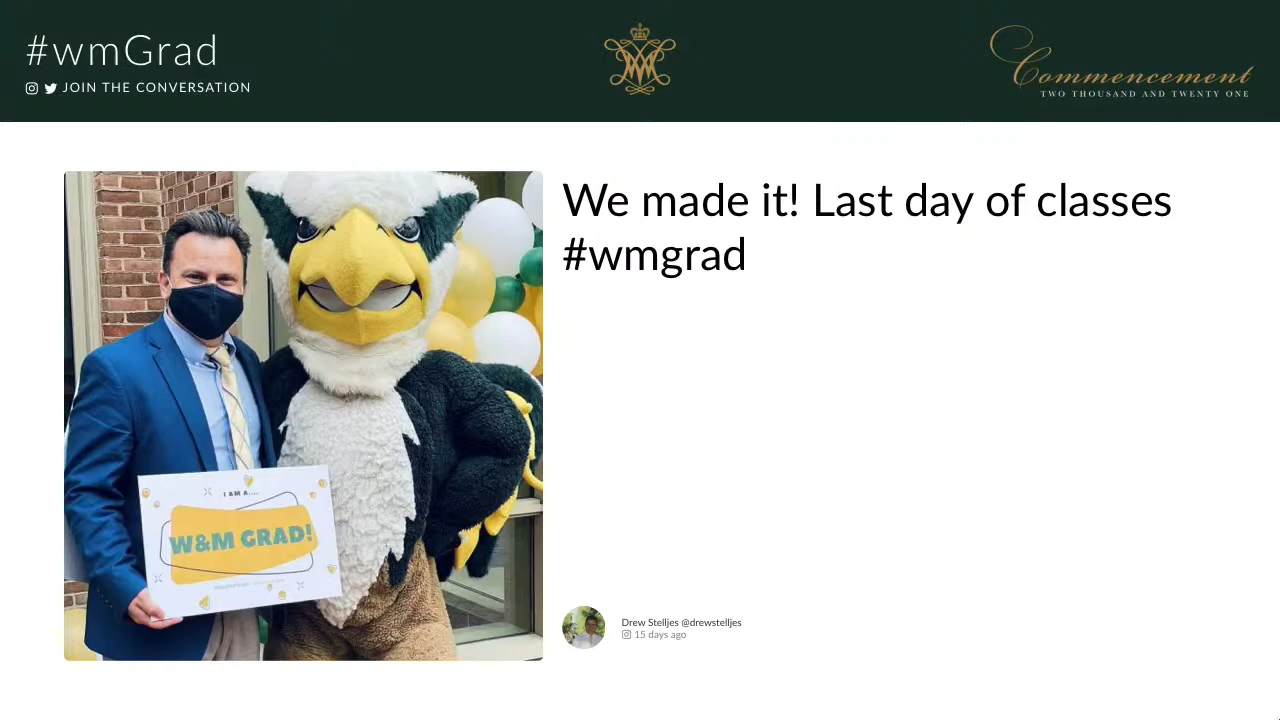 #wmGrad
JOIN THE CONVERSATION
Commencement
TWO THOUSAND AND TWENTY ONE
We made it! Last day of classes
#wmgrad
I AM A....
W&M GRAD!
Drew Stelljes @drewstelljes
15 days ago